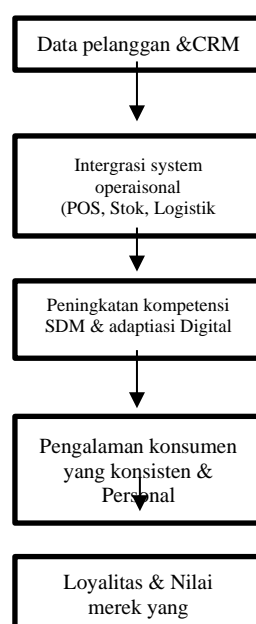 Data pelanggan &CRM
Intergrasi system
operaisonal
(POS, Stok, Logistik
Peningkatan kompetensi
SDM & adaptiasi Digital
Pengalaman konsumen
yang konsisten &
Personal
Loyalitas & Nilai
merek yang